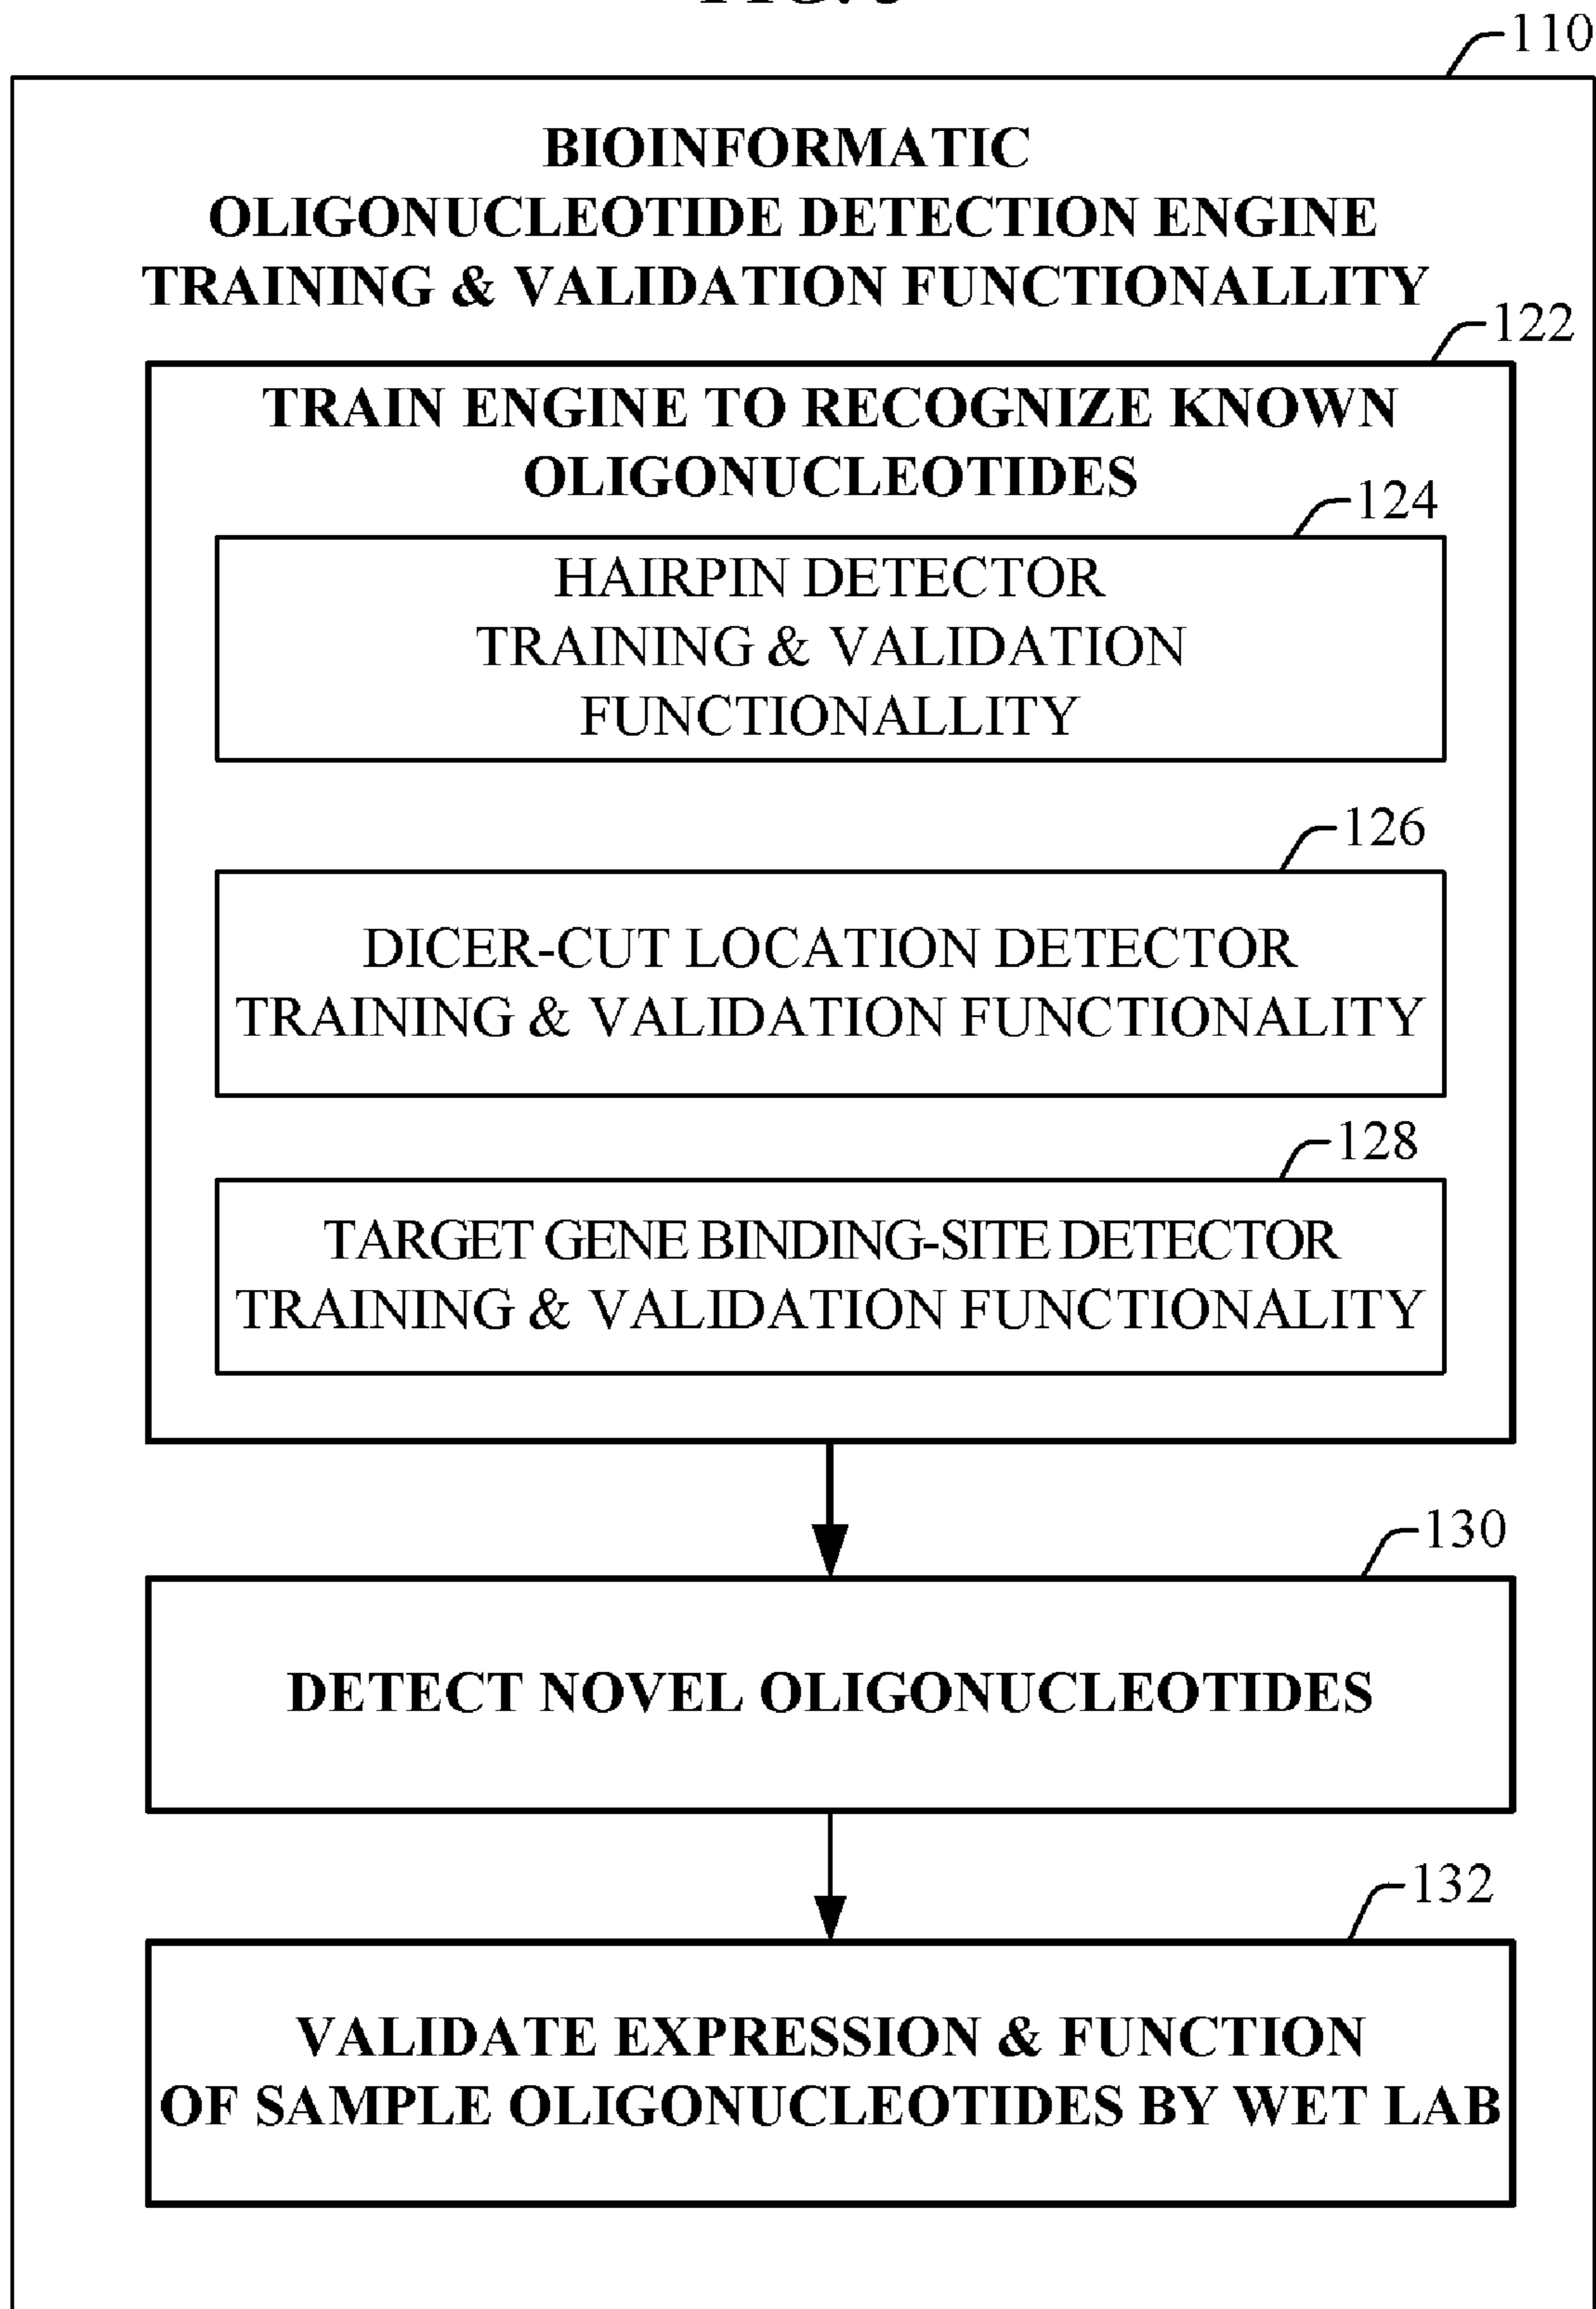 110
BIOINFORMATIC
OLIGONUCLEOTIDE DETECTION ENGINE
TRAINING & VALIDATION FUNCTIONALLITY
122
TRAIN ENGINE TO RECOGNIZE KNOWN
OLIGONUCLEOTIDES
124
HAIRPIN DETECTOR
TRAINING & VALIDATION
FUNCTIONALLITY
126
DICER-CUT LOCATION DETECTOR
TRAINING & VALIDATION FUNCTIONALITY
128
TARGET GENE BINDING-SITE DETECTOR
TRAINING & VALIDATION FUNCTIONALITY
130
DETECT NOVEL OLIGONUCLEOTIDES
132
VALIDATE EXPRESSION & FUNCTION
OF SAMPLE OLIGONUCLEOTIDES BY WET LAB